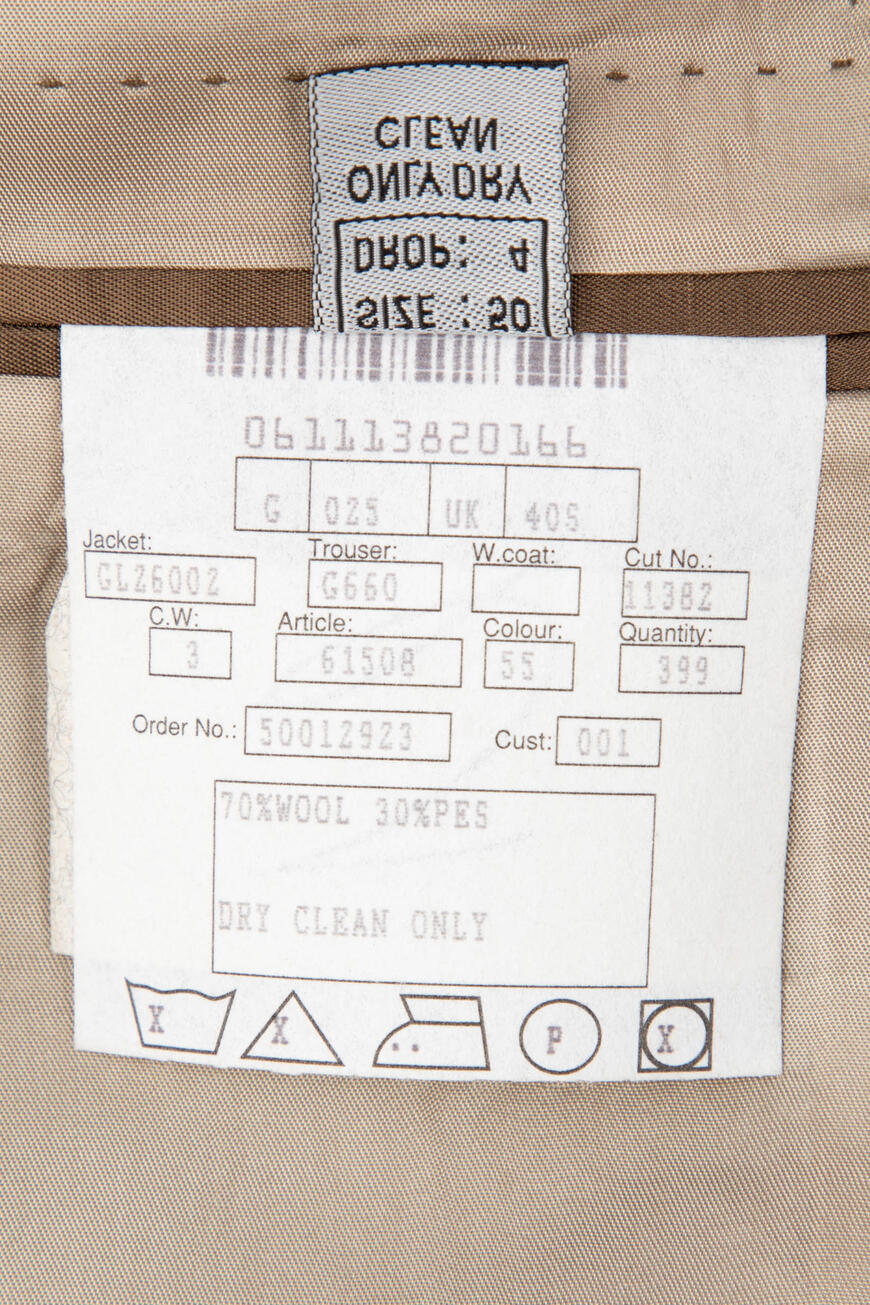 CLEAN
ONLY DRY
DROP: 4
SIZE : 50
061113820166
G 025 UK 40S
Jacket: Trouser: W.coat: Cut No.:
GL26002 G660 11382
C.W: Article: Colour: Quantity:
3 61508 55 399
Order No.: 50012923 Cust: 001
70%WOOL 30%PES
DRY CLEAN ONLY
X X P X